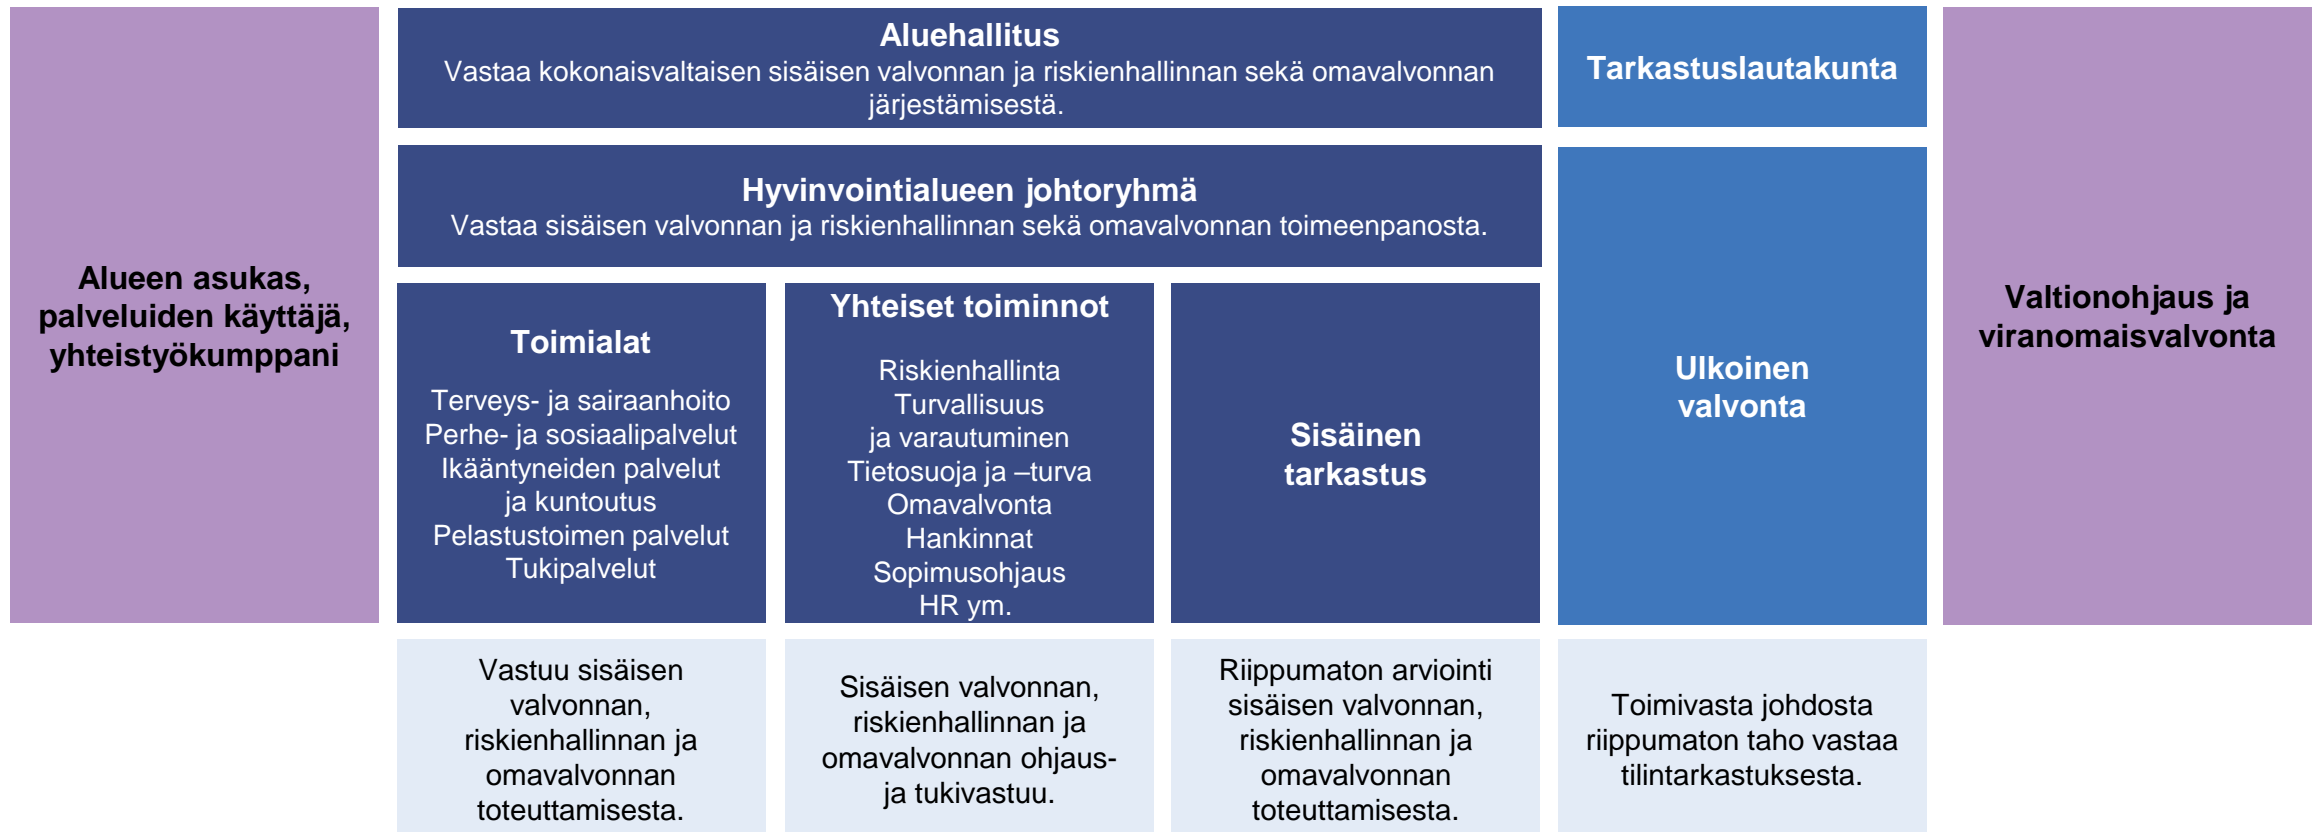 Alueen asukas,
palveluiden käyttäjä,
yhteistyökumppani
Aluehallitus
Vastaa kokonaisvaltaisen sisäisen valvonnan ja riskienhallinnan sekä omavalvonnan
järjestämisestä.
Hyvinvointialueen johtoryhmä
Vastaa sisäisen valvonnan ja riskienhallinnan sekä omavalvonnan toimeenpanosta.
Toimialat
Terveys- ja sairaanhoito
Perhe- ja sosiaalipalvelut
Ikääntyneiden palvelut
ja kuntoutus
Pelastustoimen palvelut
Tukipalvelut
Vastuu sisäisen
valvonnan,
riskienhallinnan ja
omavalvonnan
toteuttamisesta.
Yhteiset toiminnot
Riskienhallinta
Turvallisuus
ja varautuminen
Tietosuoja ja –turva
Omavalvonta
Hankinnat
Sopimusohjaus
HR ym.
Sisäisen valvonnan,
riskienhallinnan ja
omavalvonnan ohjaus-
ja tukivastuu.
Sisäinen
tarkastus
Riippumaton arviointi
sisäisen valvonnan,
riskienhallinnan ja
omavalvonnan
toteuttamisesta.
Tarkastuslautakunta
Ulkoinen
valvonta
Toimivasta johdosta
riippumaton taho vastaa
tilintarkastuksesta.
Valtionohjaus ja
viranomaisvalvonta